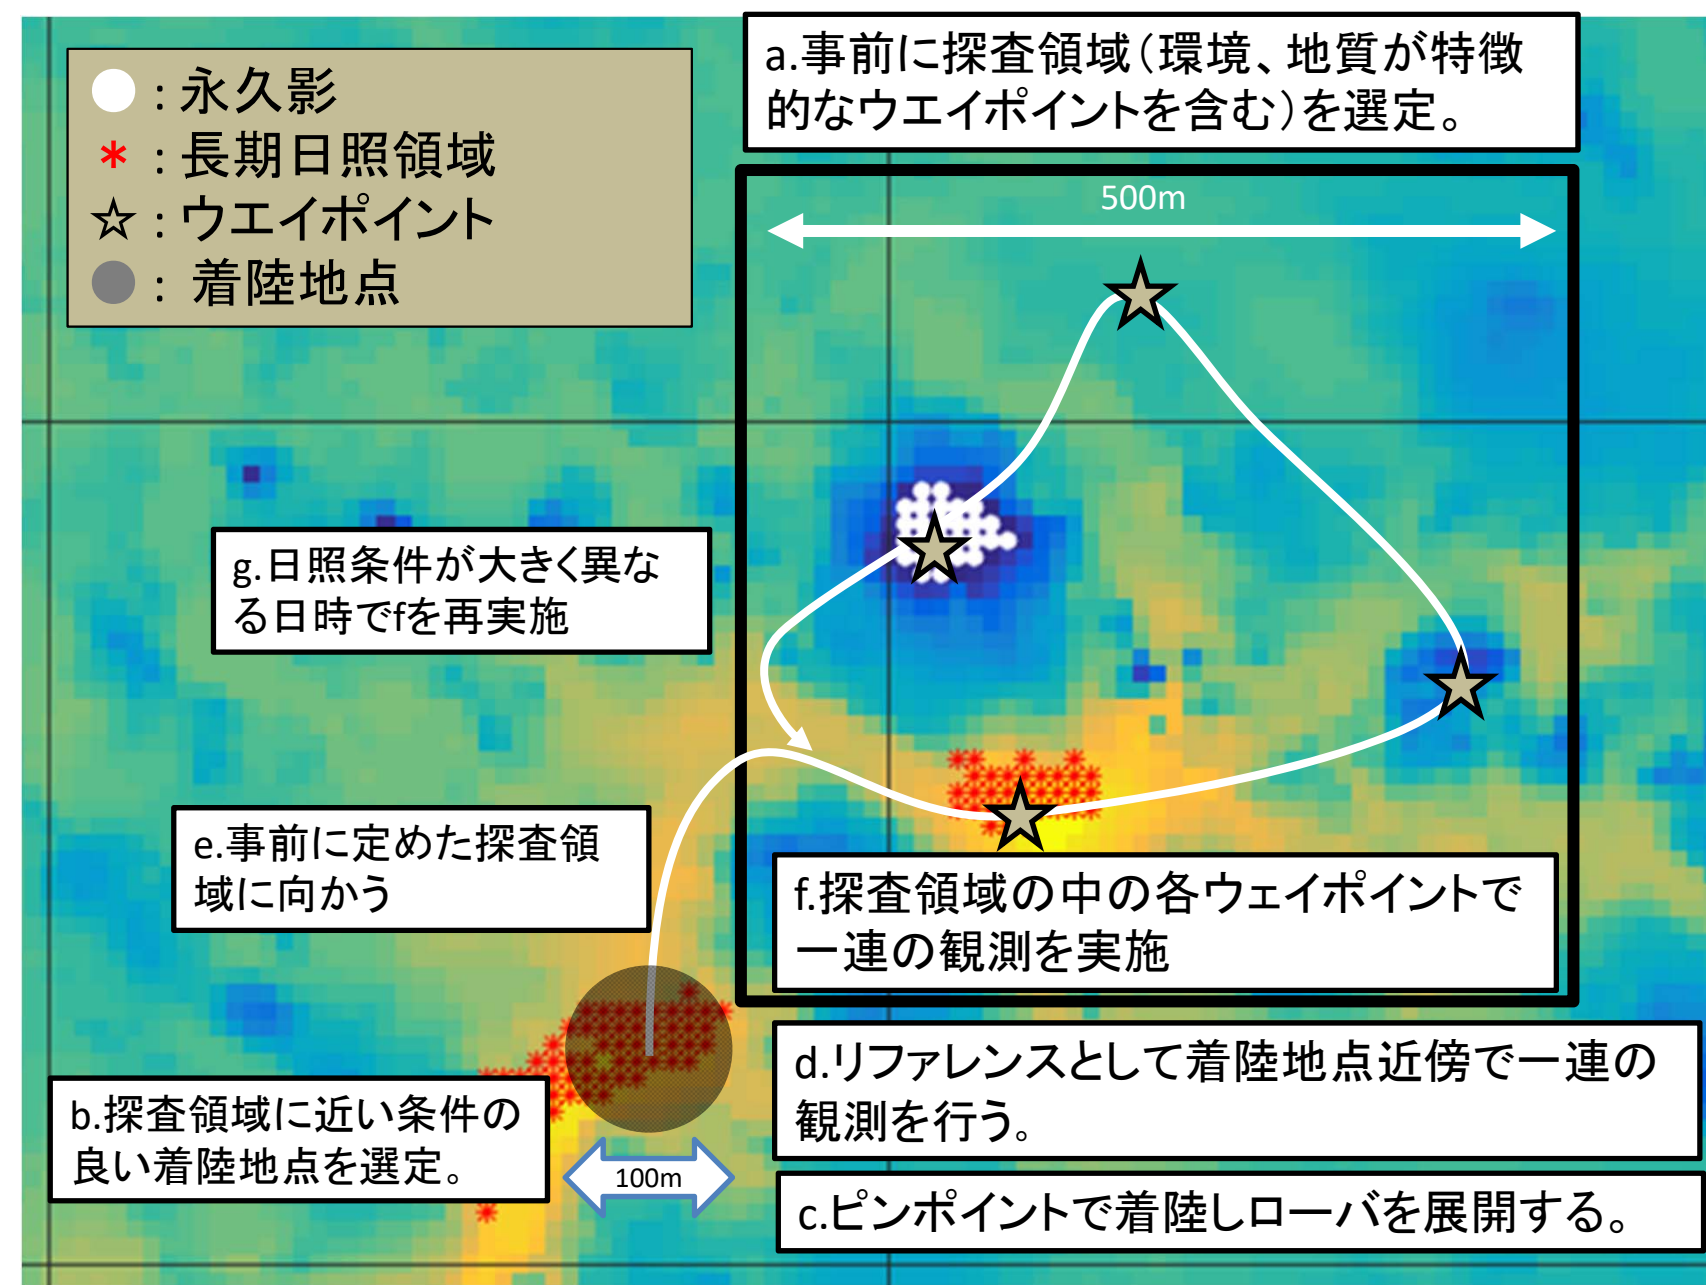 a.事前に探査領域（環境、地質が特徴
的なウエイポイントを含む）を選定。
：永久影
*：長期日照領域
☆：ウエイポイント
：着陸地点
500m
g.日照条件が大きく異な
る日時でfを再実施
e.事前に定めた探査領
域に向かう
f.探査領域の中の各ウェイポイントで
一連の観測を実施
d.リファレンスとして着陸地点近傍で一連の
観測を行う。
b.探査領域に近い条件の
良い着陸地点を選定。
100m
c.ピンポイントで着陸しローバを展開する。